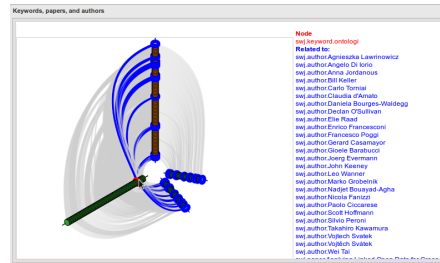 Keywords, papers, and authors
Node
swj.keyword.ontologi
Related to:
swj.author.Agnieszka Lawrinowicz
swj.author.Angelo Di Iorio
swj.author.Anna Jordanous
swj.author.Bill Keller
swj.author.Carlo Torniai
swj.author.Claudia d'Amato
swj.author.Daniela Bourges-Waldegg
swj.author.Declan O'Sullivan
swj.author.Elie Raad
swj.author.Enrico Francesconi
swj.author.Francesco Poggi
swj.author.Gerard Casamayor
swj.author.Gioele Barabucci
swj.author.Joerg Evermann
swj.author.John Keeney
swj.author.Leo Wanner
swj.author.Marko Grobelnik
swj.author.Nadjet Bouayad-Agha
swj.author.Nicola Fanizzi
swj.author.Paolo Ciccarese
swj.author.Scott Hoffmann
swj.author.Silvio Peroni
swj.author.Takahiro Kawamura
swj.author.Vojtech Svatek
swj.author.Vojtěch Svátek
swj.author.Wei Tai